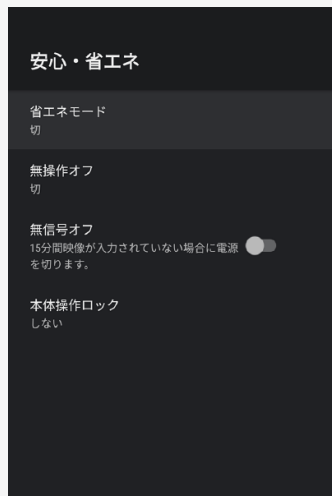 安心・省エネ
省エネモード
切
無操作オフ
切
無信号オフ
15分間映像が入力されていない場合に電源
を切ります。
本体操作ロック
しない